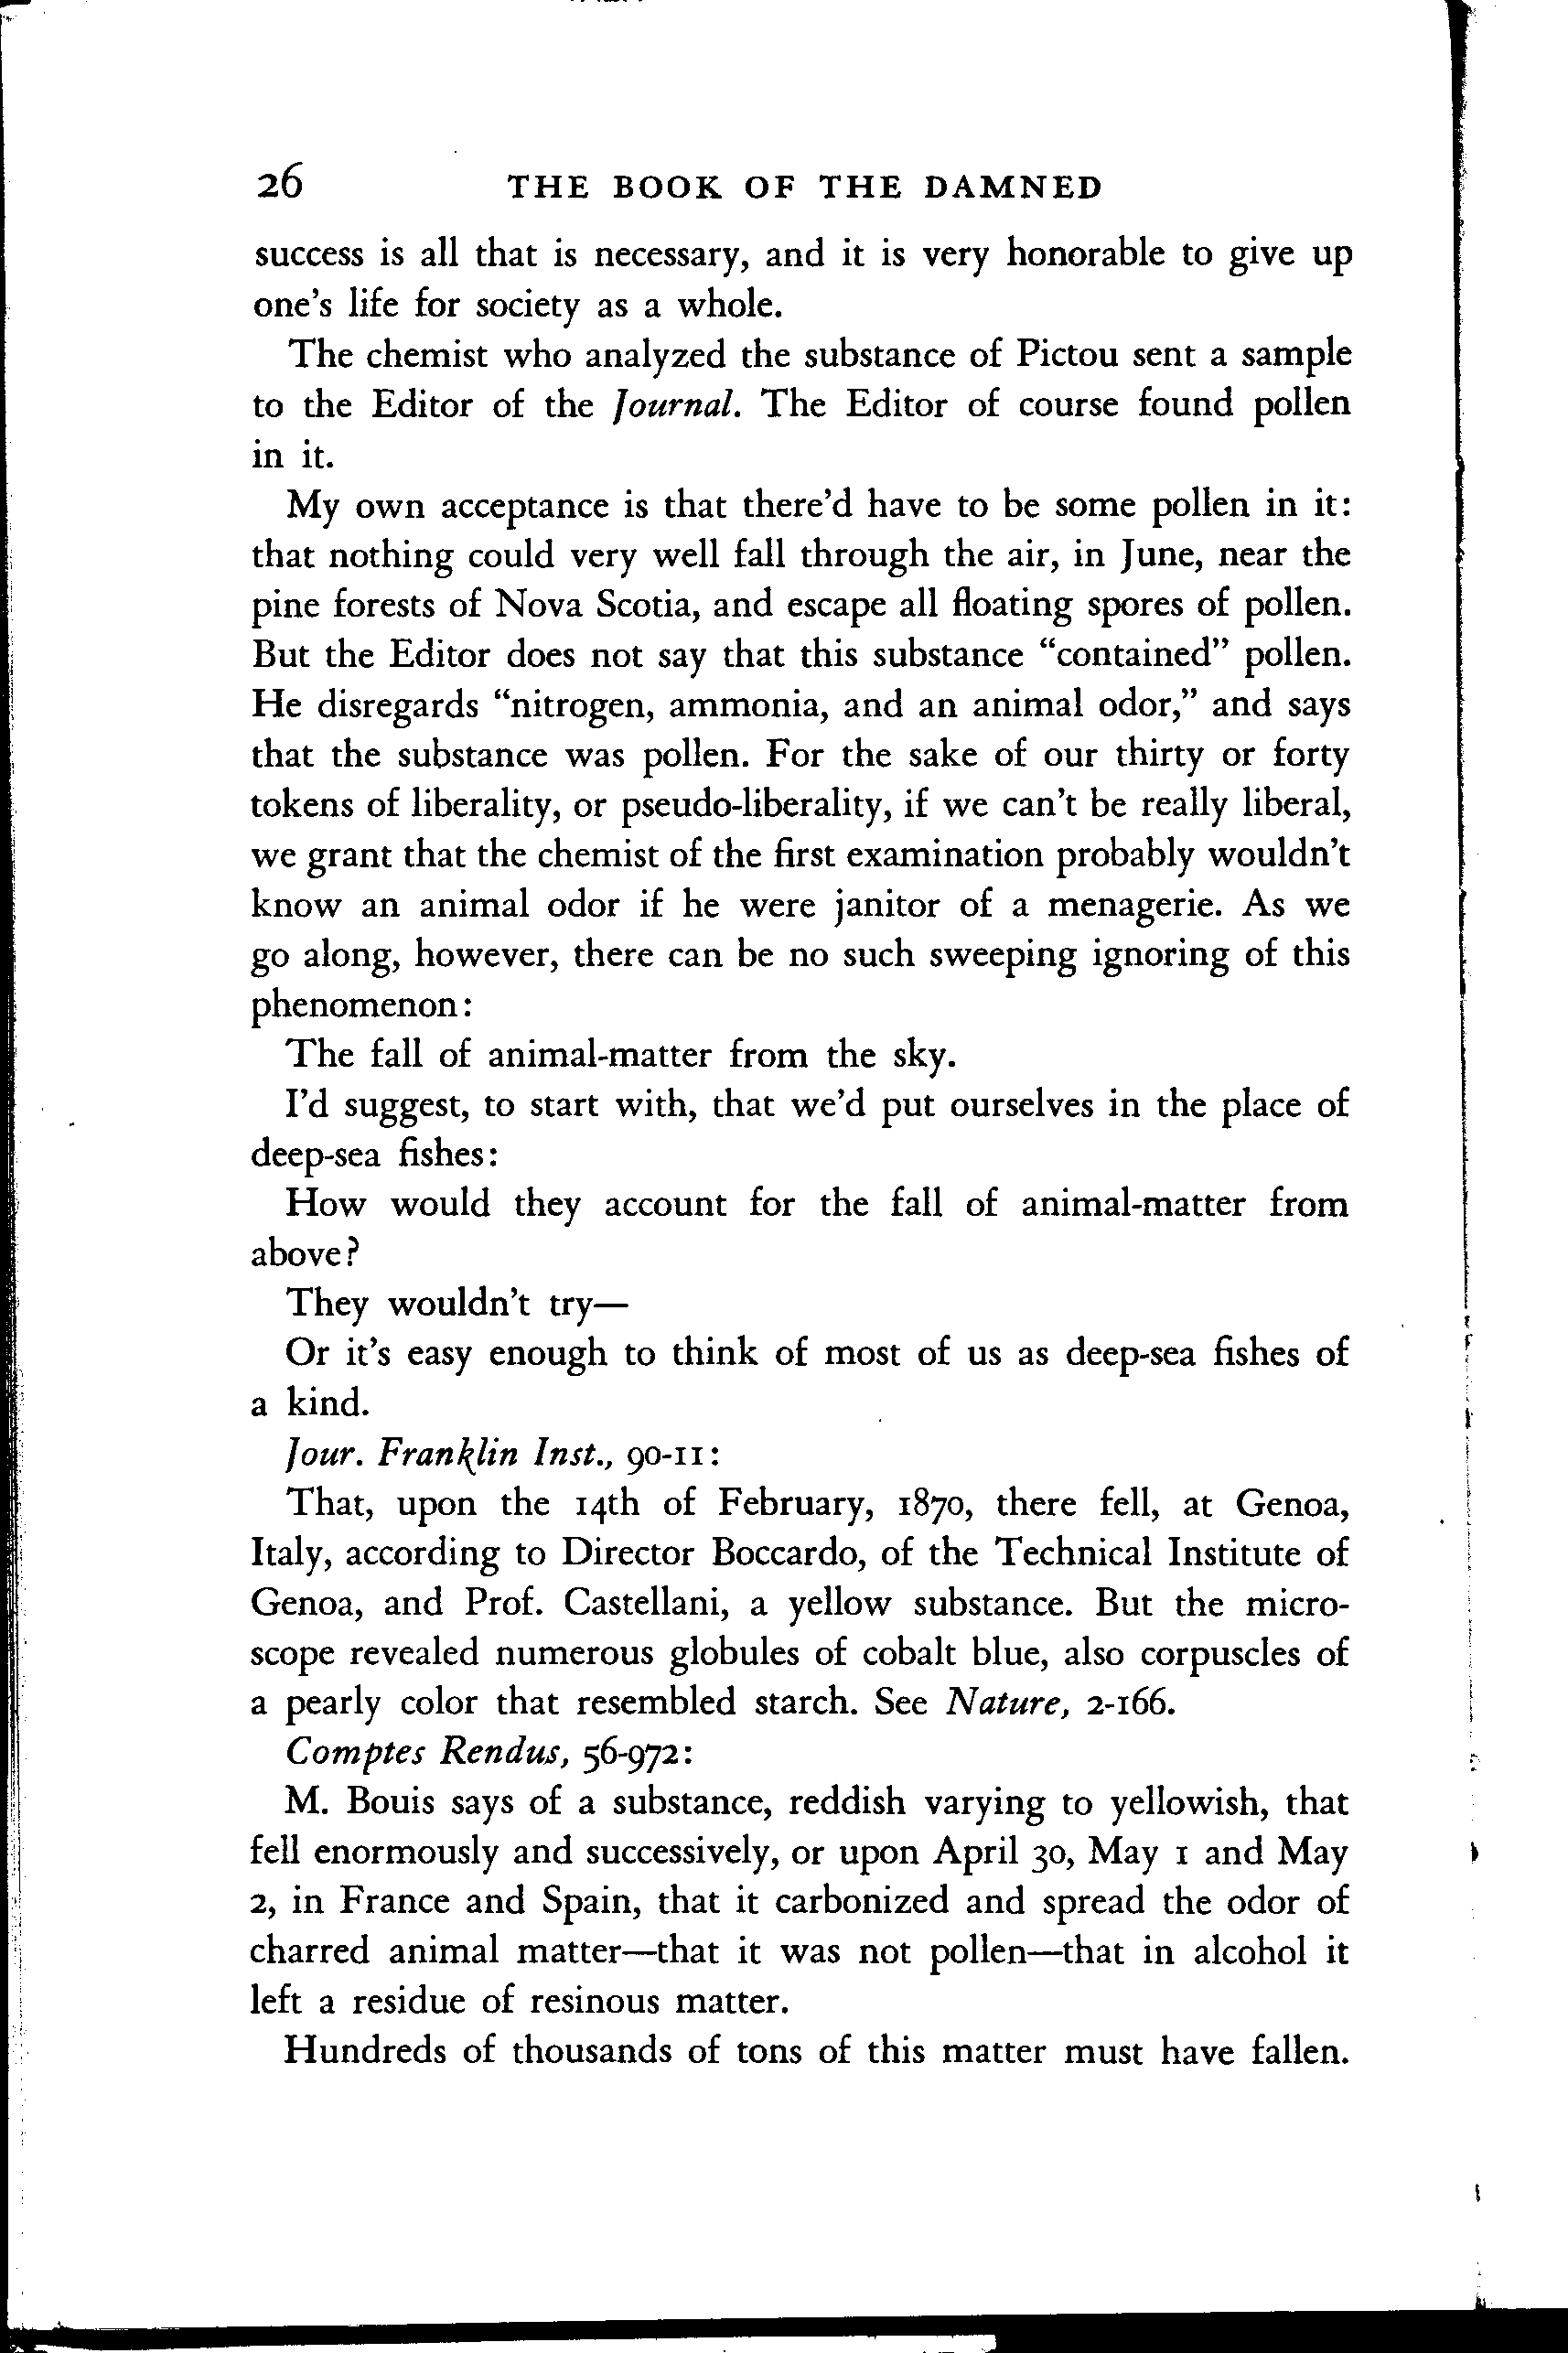 26 THE BOOK OF THE DAMNED
success is all that is necessary, and it is very honorable to give up
one's life for society as a whole.
The chemist who analyzed the substance of Pictou sent a sample
to the Editor of the Journal. The Editor of course found pollen
in it.
My own acceptance is that there'd have to be some pollen in it:
that nothing could very well fall through the air, in June, near the
pine forests of Nova Scotia, and escape all floating spores of pollen.
But the Editor does not say that this substance “contained” pollen.
He disregards “nitrogen, ammonia, and an animal odor,” and says
that the substance was pollen. For the sake of our thirty or forty
tokens of liberality, or pseudo-liberality, if we can't be really liberal,
we grant that the chemist of the first examination probably wouldn't
know an animal odor if he were janitor of a menagerie. As we
go along, however, there can be no such sweeping ignoring of this
phenomenon:
The fall of animal-matter from the sky.
I'd suggest, to start with, that we'd put ourselves in the place of
deep-sea fishes:
How would they account for the fall of animal-matter from
above?
They wouldn't try—
Or it's easy enough to think of most of us as deep-sea fishes of
a kind.
Jour. Franklin Inst., 90-11:
That, upon the 14th of February, 1870, there fell, at Genoa,
Italy, according to Director Boccardo, of the Technical Institute of
Genoa, and Prof. Castellani, a yellow substance. But the micro-
scope revealed numerous globules of cobalt blue, also corpuscles of
a pearly color that resembled starch. See Nature, 2-166.
Comptes Rendus, 56-972:
M. Bouis says of a substance, reddish varying to yellowish, that
fell enormously and successively, or upon April 30, May 1 and May
2, in France and Spain, that it carbonized and spread the odor of
charred animal matter—that it was not pollen—that in alcohol it
left a residue of resinous matter.
Hundreds of thousands of tons of this matter must have fallen.